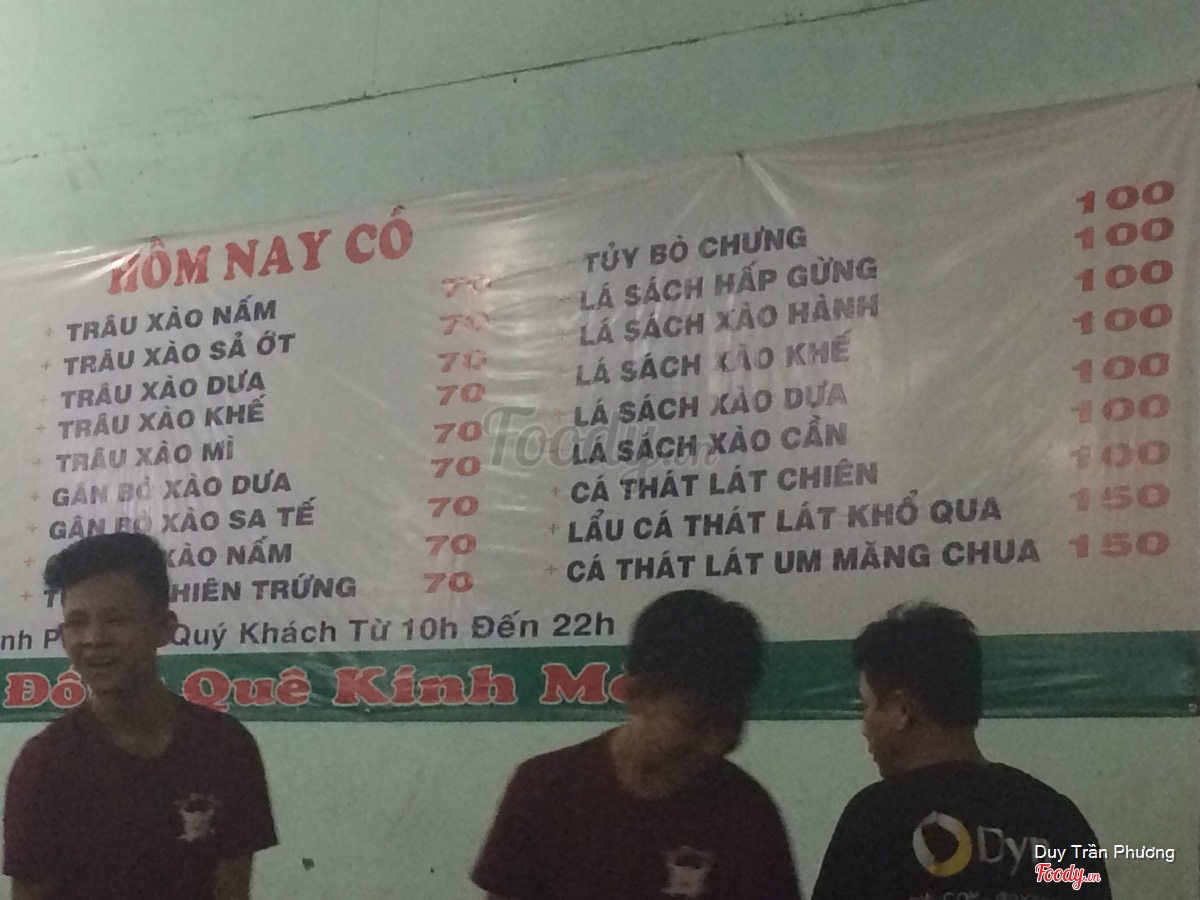 HÔM NAY CÓ
+ TRÂU XÀO NẤM 70
+ TRÂU XÀO SẢ ỚT 70
+ TRÂU XÀO DƯA 70
+ TRÂU XÀO KHẾ 70
+ TRÂU XÀO MÌ 70
+ GÂN BÒ XÀO DƯA 70
+ GÂN BÒ XÀO SA TẾ 70
+ XÀO NẤM 70
+ HIÊN TRỨNG 70
TỦY BÒ CHƯNG 100
LÁ SÁCH HẤP GỪNG 100
LÁ SÁCH XÀO HÀNH 100
LÁ SÁCH XÀO KHẾ 100
LÁ SÁCH XÀO DƯA 100
+ LÁ SÁCH XÀO CẦN 100
+ CÁ THÁT LÁT CHIÊN 100
+ LẨU CÁ THÁT LÁT KHỔ QUA 150
+ CÁ THÁT LÁT UM MĂNG CHUA 150
Quý Khách Từ 10h Đến 22h
Quê Kính
Foody.vn
Duy Trần Phương
Foody.vn